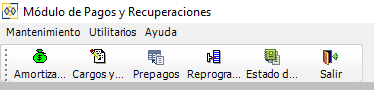 Módulo de Pagos y Recuperaciones
Mantenimiento Utilitarios Ayuda
Amortiza... Cargos y... Prepagos Reprogra... Estado d... Salir